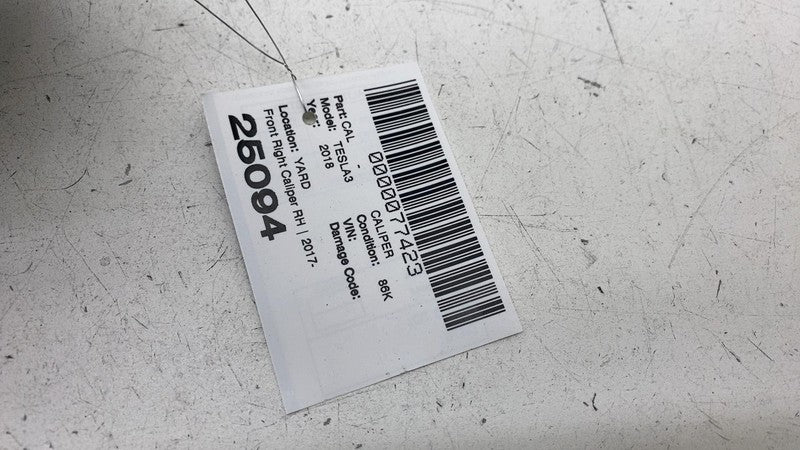 0000077423
Part: CAL - CALIPER
Model: TESLA3 Condition: 86K
Year: 2018 VIN:
Damage Code:
Location: YARD
Front Right Caliper RH | 2017-
25094